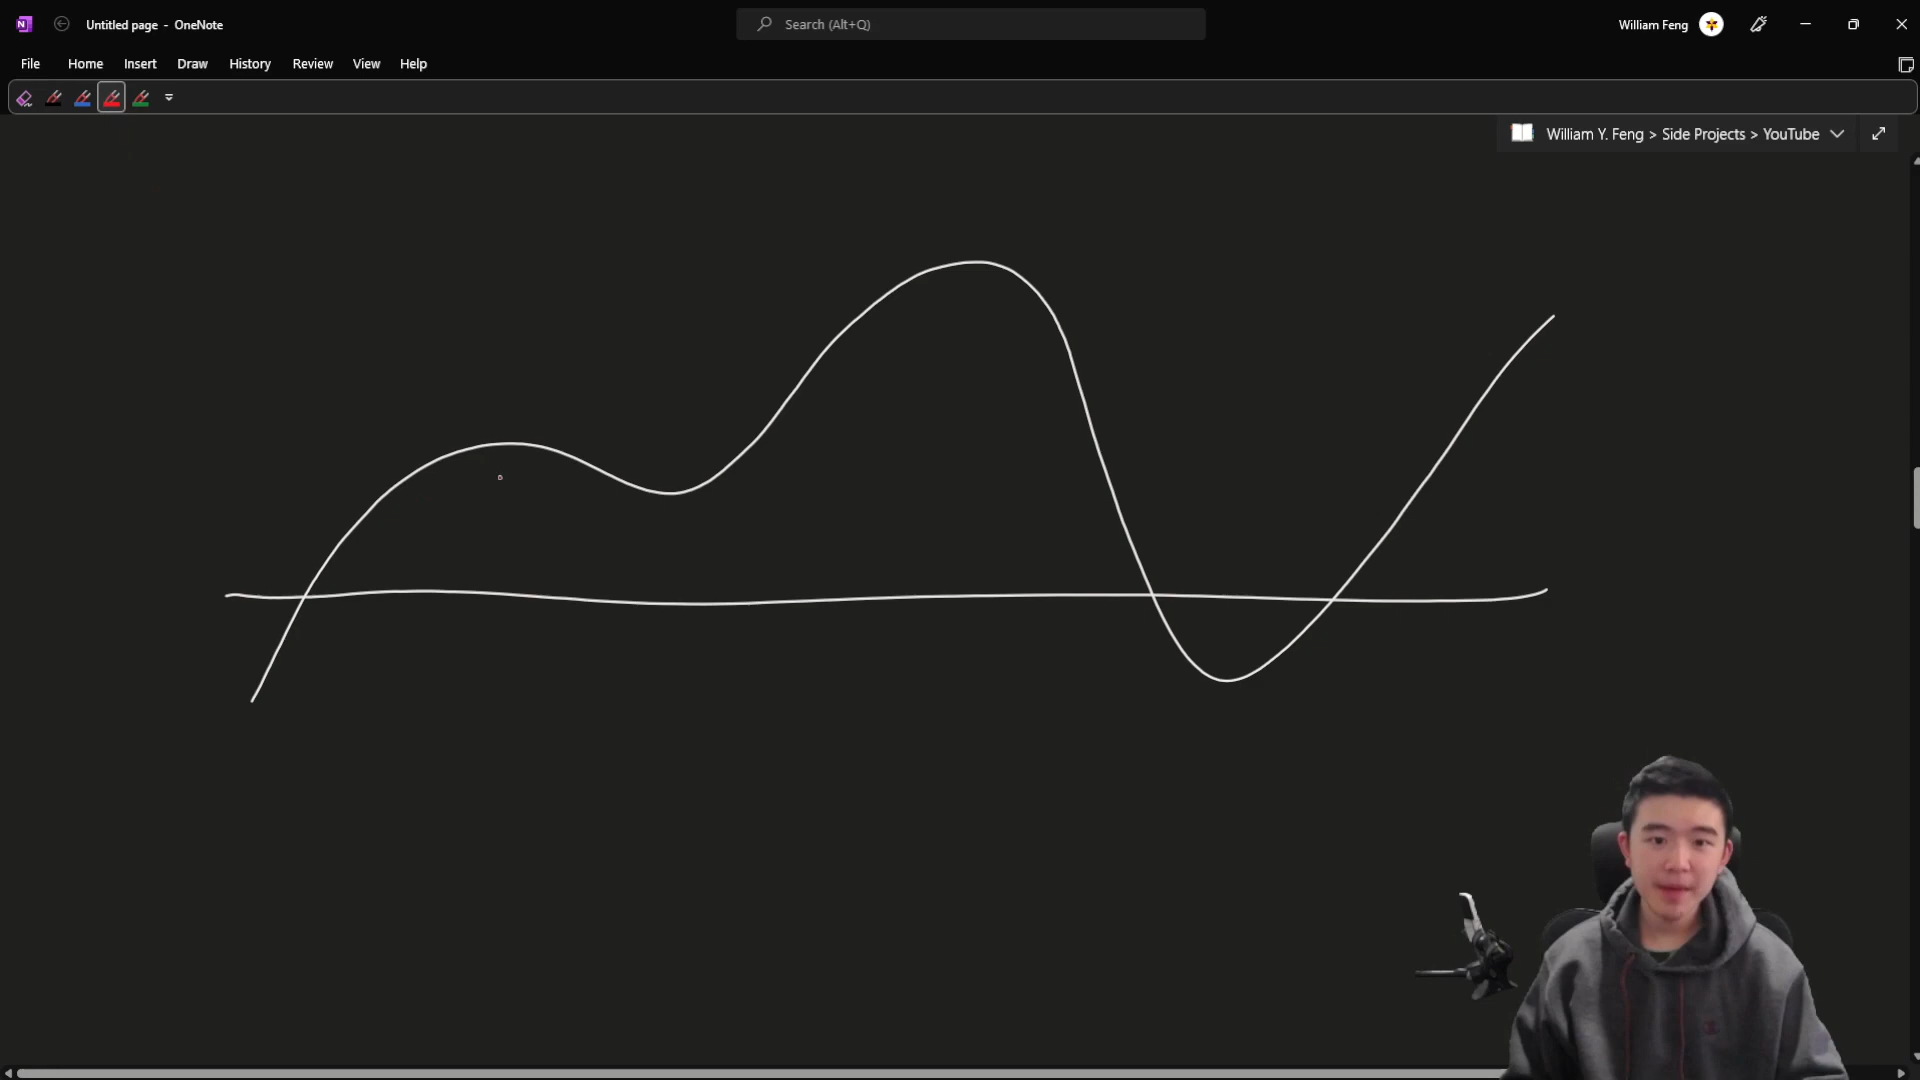 Untitled page - OneNote
Search (Alt+Q)
William Feng
File Home Insert Draw History Review View Help
William Y. Feng > Side Projects > YouTube